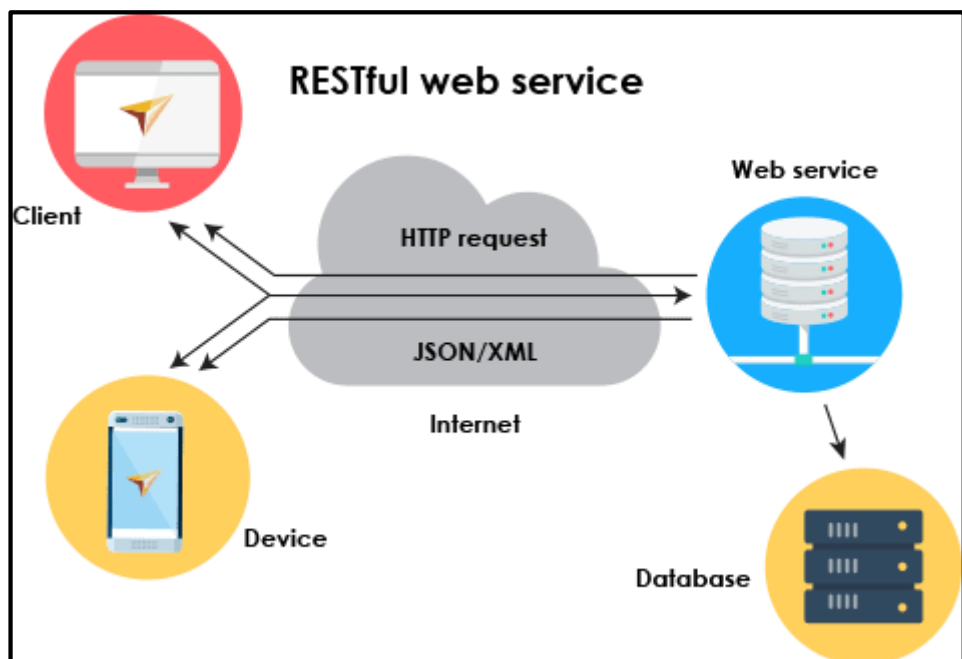 RESTful web service
Web service
Client
HTTP request
JSON/XML
Internet
Device
Database